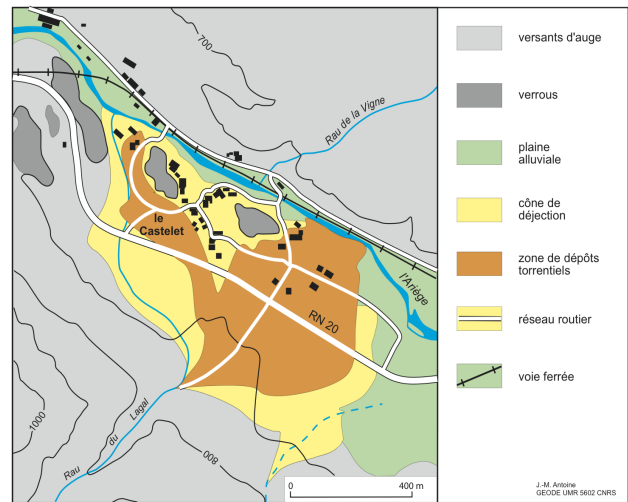 700
Rau de la Vigne
le
Castelet
l'Ariège
RN 20
1000
Rau du Lagal
800
0 400 m
versants d'auge
verrous
plaine
alluviale
cône de
déjection
zone de dépôts
torrentiels
réseau routier
voie ferrée
J.-M. Antoine
GEODE UMR 5602 CNRS